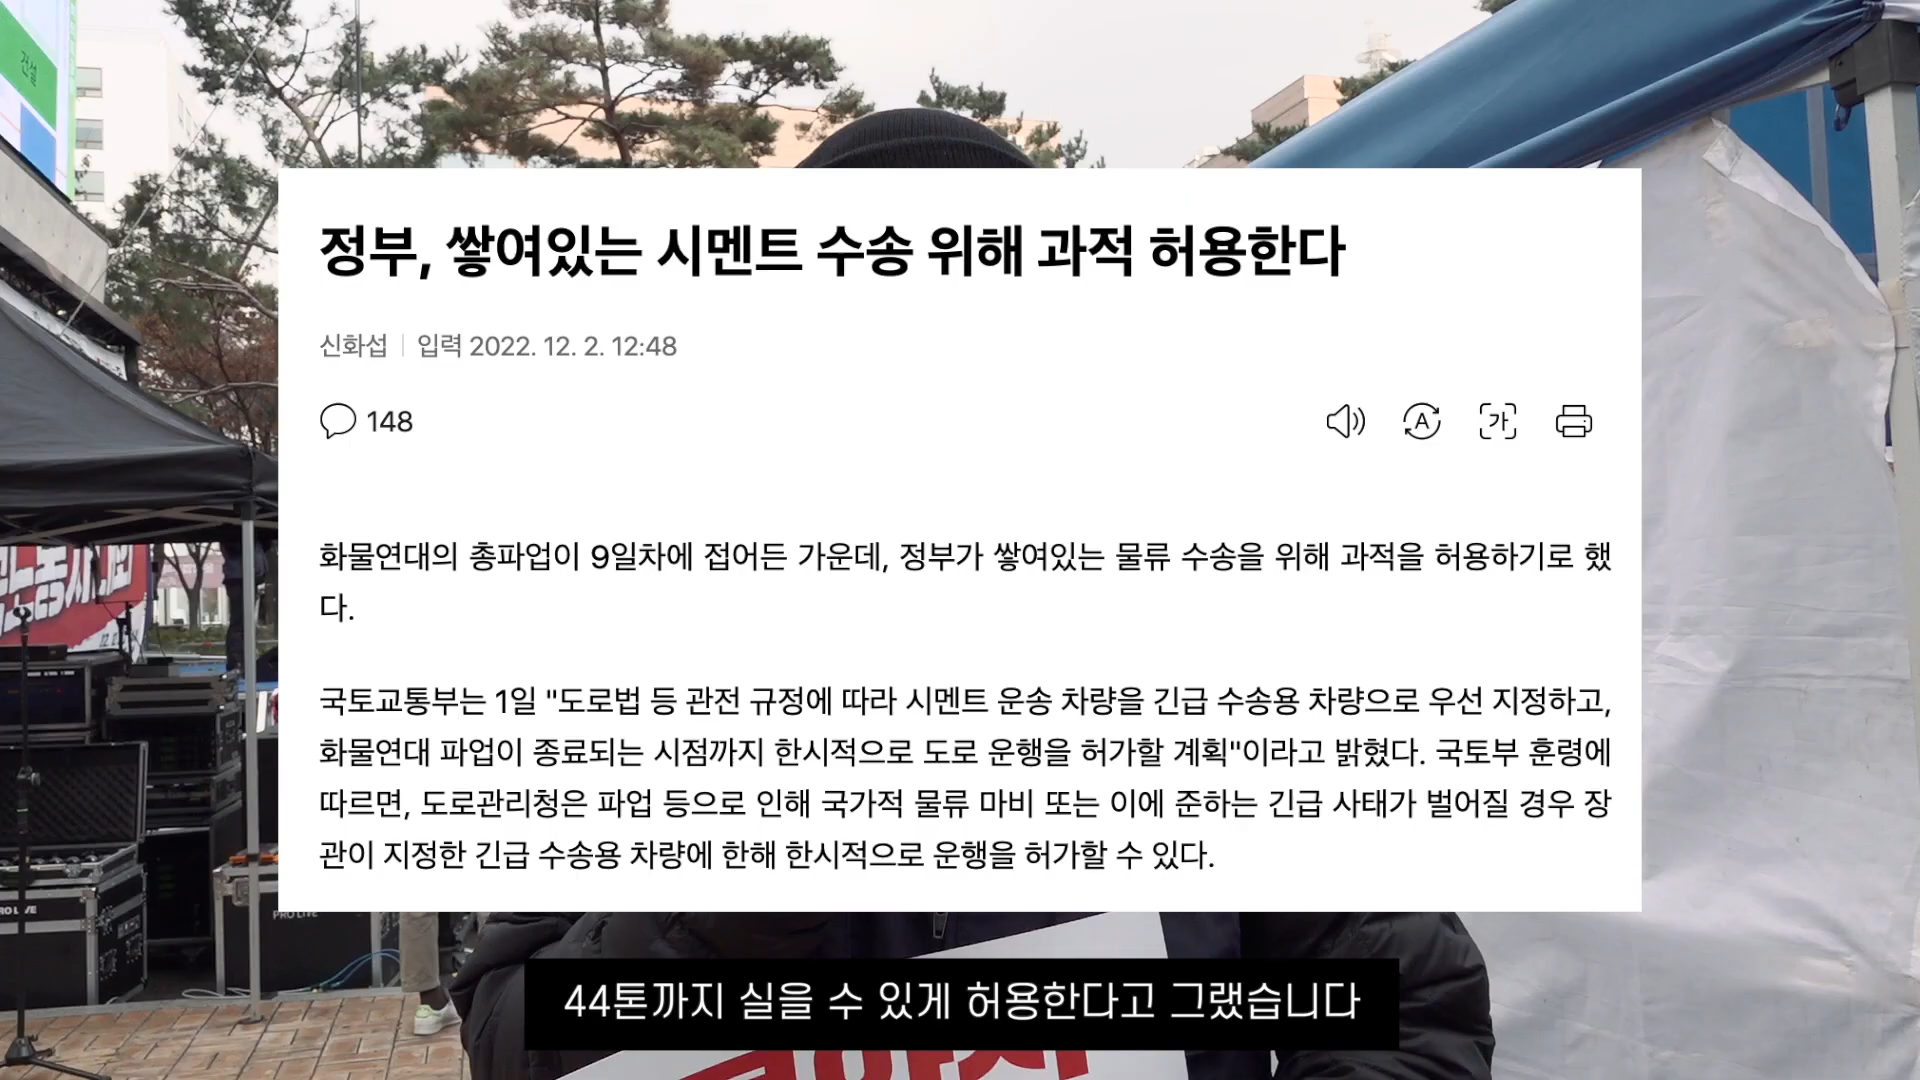 건설
정부, 쌓여있는 시멘트 수송 위해 과적 허용한다
신화섭 | 입력 2022. 12. 2. 12:48
148
A
가
화물연대의 총파업이 9일차에 접어든 가운데, 정부가 쌓여있는 물류 수송을 위해 과적을 허용하기로 했
다.
국토교통부는 1일 "도로법 등 관전 규정에 따라 시멘트 운송 차량을 긴급 수송용 차량으로 우선 지정하고,
화물연대 파업이 종료되는 시점까지 한시적으로 도로 운행을 허가할 계획"이라고 밝혔다. 국토부 훈령에
따르면, 도로관리청은 파업 등으로 인해 국가적 물류 마비 또는 이에 준하는 긴급 사태가 벌어질 경우 장
관이 지정한 긴급 수송용 차량에 한해 한시적으로 운행을 허가할 수 있다.
PRO LIVE
44톤까지 실을 수 있게 허용한다고 그랬습니다